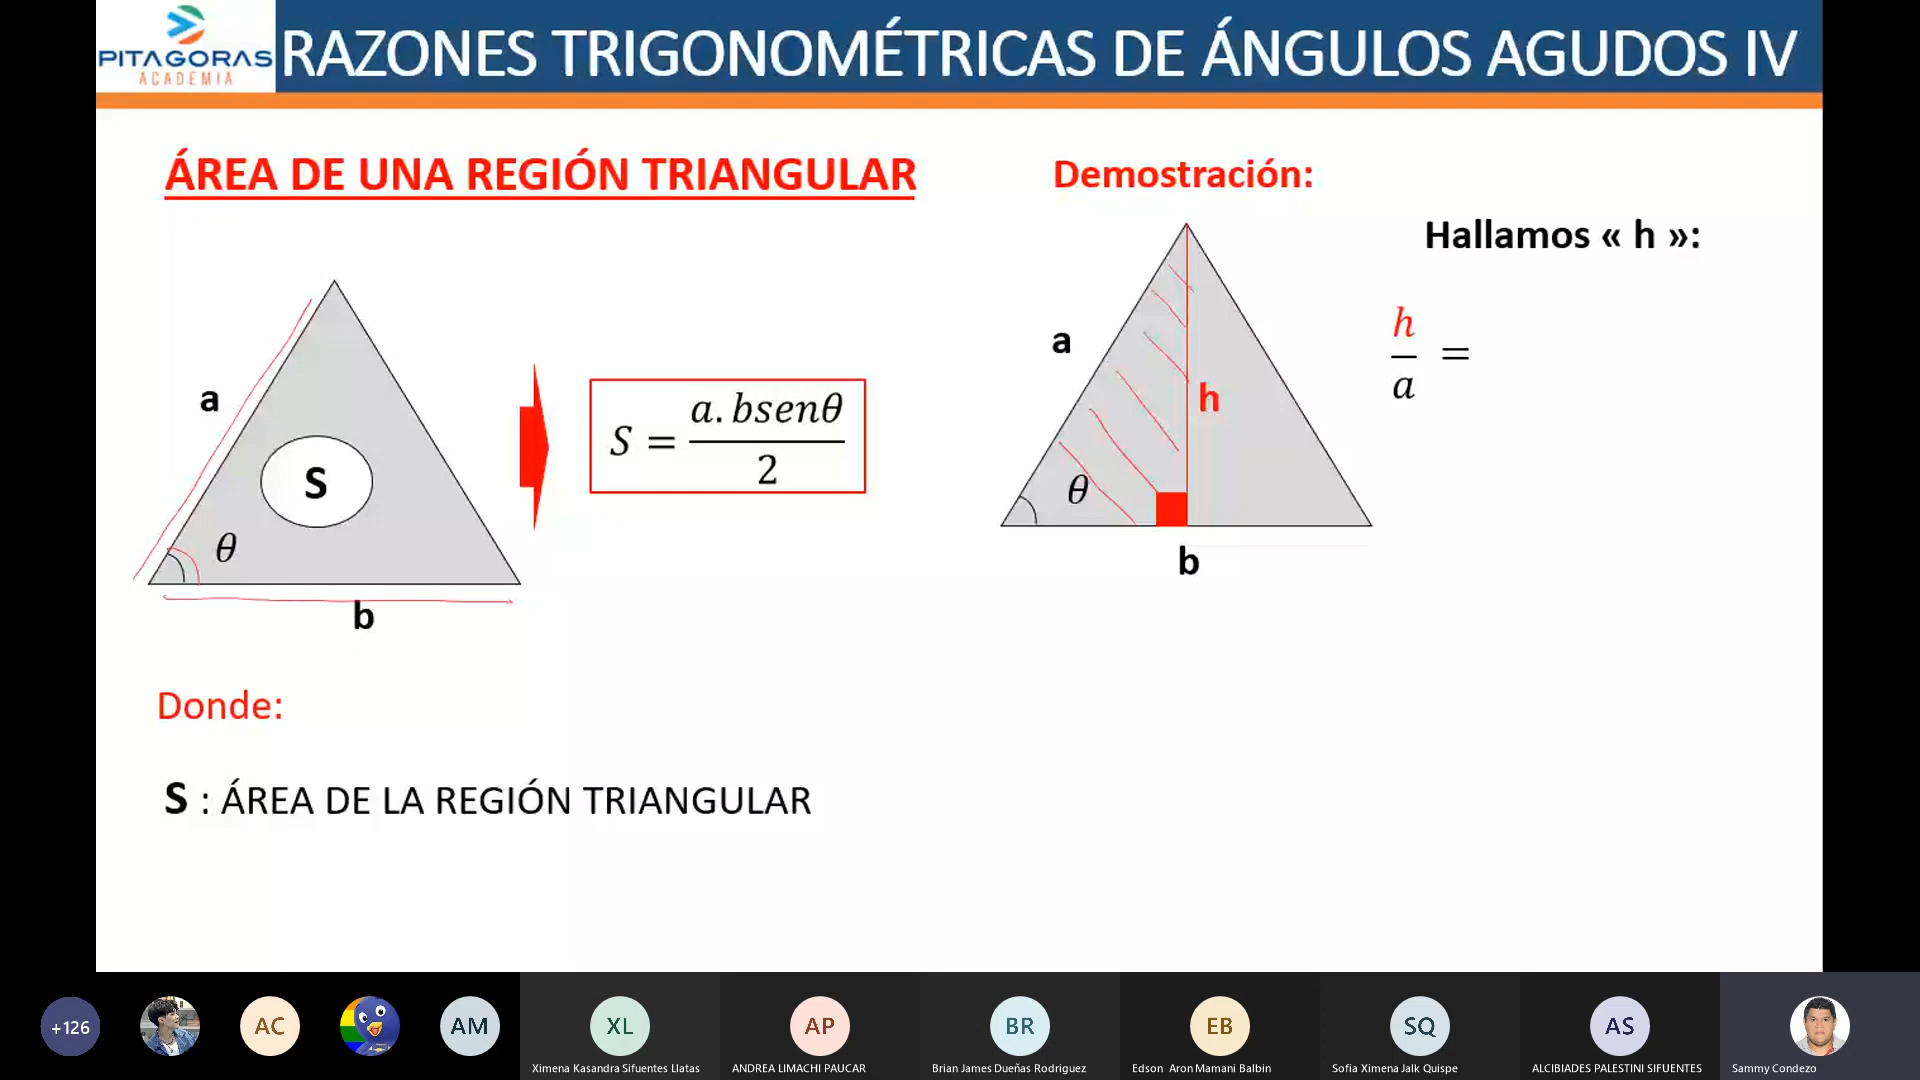 PITAGORAS
ACADEMIA
RAZONES TRIGONOMÉTRICAS DE ÁNGULOS AGUDOS IV
ÁREA DE UNA REGIÓN TRIANGULAR
a
S
θ
b
S = a. bsenθ / 2
Donde:
S : ÁREA DE LA REGIÓN TRIANGULAR
Demostración:
a
h
θ
b
Hallamos « h »:
h / a =
+126
AC
AM
XL
Ximena Kasandra Sifuentes Llatas
AP
ANDREA LIMACHI PAUCAR
BR
Brian James Dueñas Rodriguez
EB
Edson Aron Mamani Balbin
SQ
Sofia Ximena Jalk Quispe
AS
ALCIBIADES PALESTINI SIFUENTES
Sammy Condezo